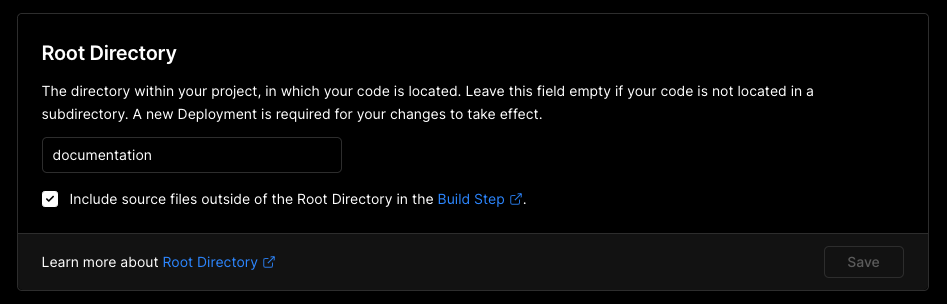 Root Directory
The directory within your project, in which your code is located. Leave this field empty if your code is not located in a
subdirectory. A new Deployment is required for your changes to take effect.
documentation
Include source files outside of the Root Directory in the Build Step.
Learn more about Root Directory
Save